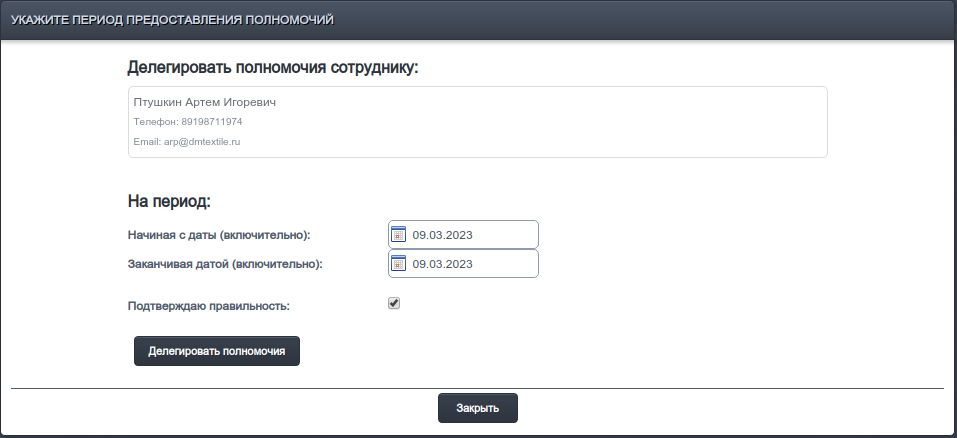 УКАЖИТЕ ПЕРИОД ПРЕДОСТАВЛЕНИЯ ПОЛНОМОЧИЙ
Делегировать полномочия сотруднику:
Птушкин Артем Игоревич
Телефон: 89198711974
Email: arp@dmtextile.ru
На период:
Начиная с даты (включительно): 09.03.2023
Заканчивая датой (включительно): 09.03.2023
Подтверждаю правильность:
Делегировать полномочия
Закрыть